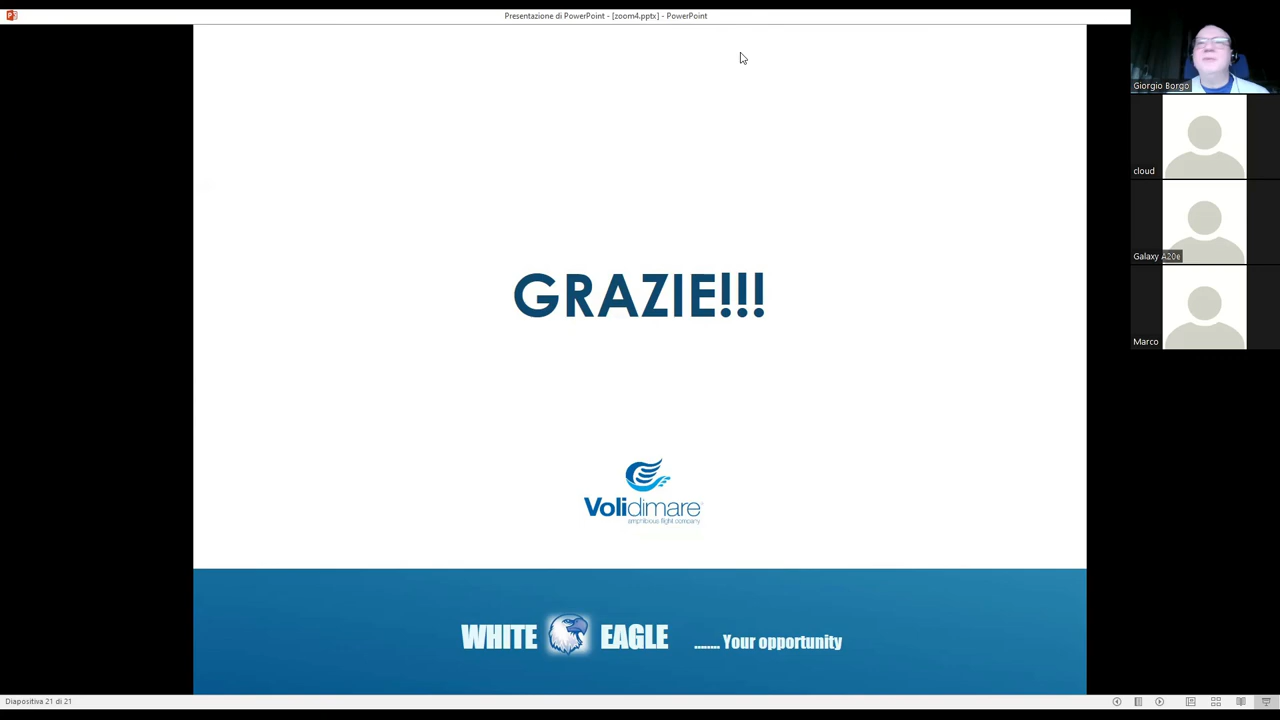 Presentazione di PowerPoint - [zoom4.pptx] - PowerPoint
Giorgio Borgo
cloud
Galaxy A20e
Marco
GRAZIE!!!
Volidimare
amphibious flight company
WHITE EAGLE ........ Your opportunity
Diapositiva 21 di 21